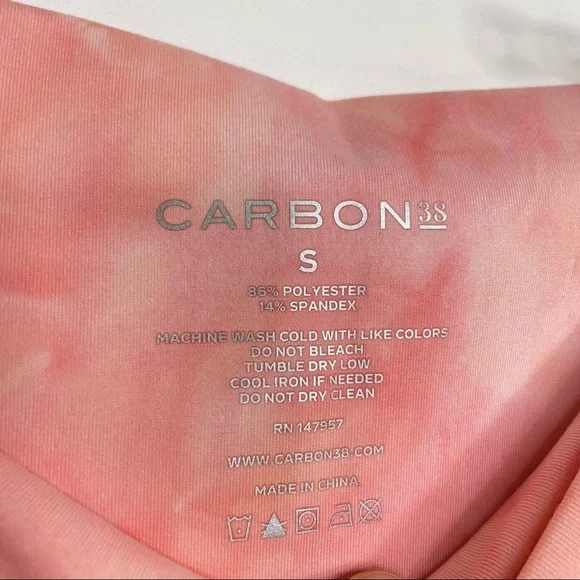 CARBON38
S
86% POLYESTER
14% SPANDEX
MACHINE WASH COLD WITH LIKE COLORS
DO NOT BLEACH
TUMBLE DRY LOW
COOL IRON IF NEEDED
DO NOT DRY CLEAN
RN 147957
WWW.CARBON38.COM
MADE IN CHINA